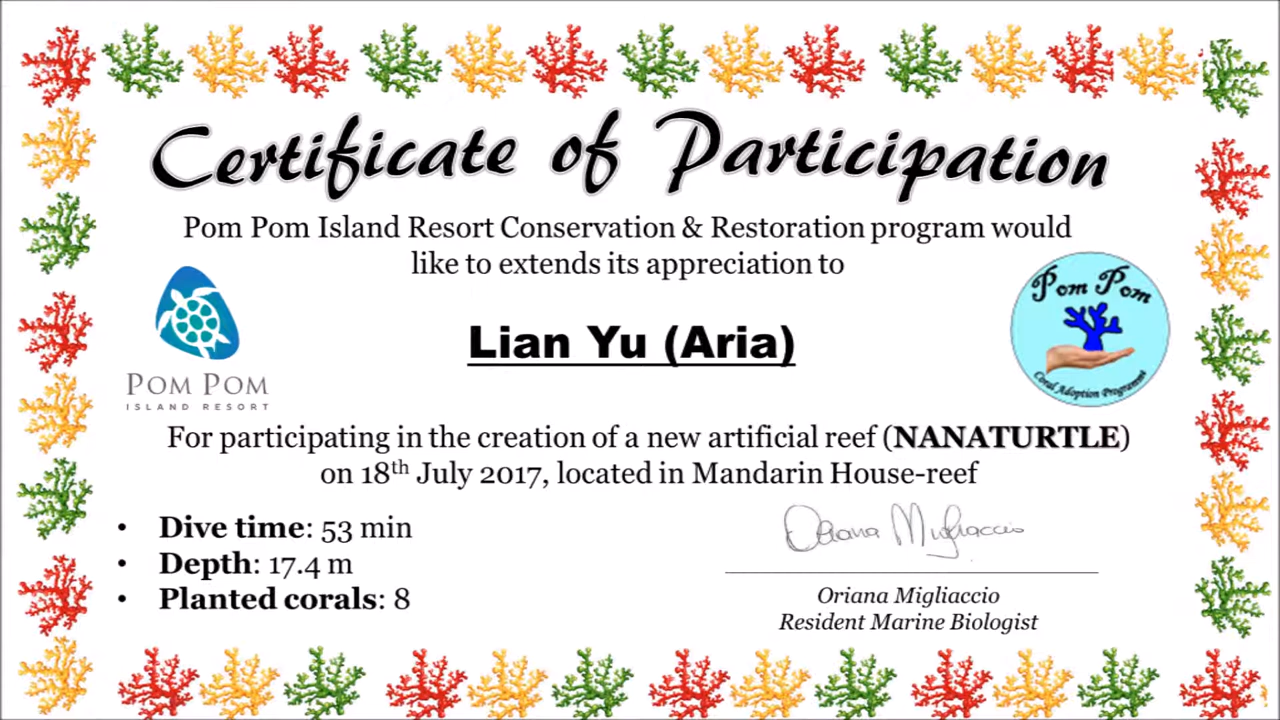 Certificate of Participation
Pom Pom Island Resort Conservation & Restoration program would
like to extends its appreciation to
Pom Pom
Coral Adoption Programme
Lian Yu (Aria)
POM POM
ISLAND RESORT
For participating in the creation of a new artificial reef (NANATURTLE)
on 18th July 2017, located in Mandarin House-reef
• Dive time: 53 min
• Depth: 17.4 m
• Planted corals: 8
Oriana Migliaccio
Oriana Migliaccio
Resident Marine Biologist